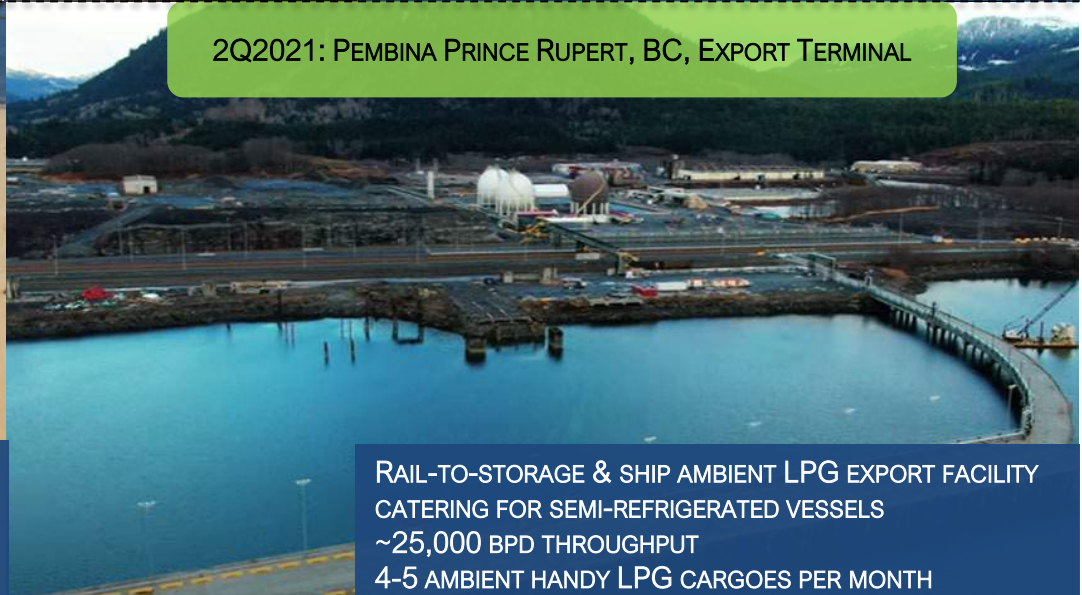 2Q2021: Pembina Prince Rupert, BC, Export Terminal
Rail-to-storage & ship ambient LPG export facility
catering for semi-refrigerated vessels
~25,000 bpd throughput
4-5 ambient handy LPG cargoes per month